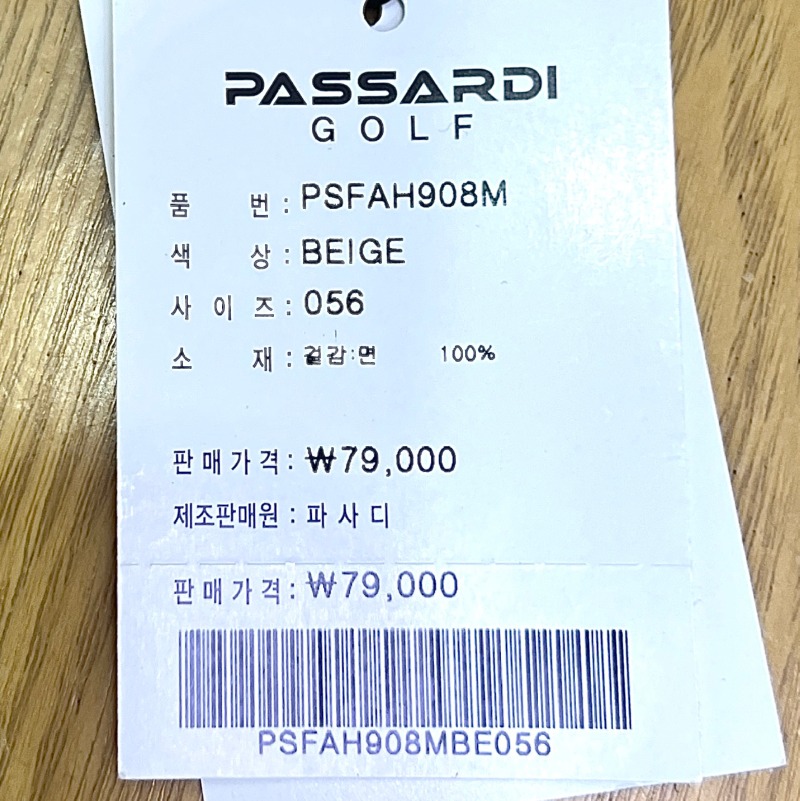 PASSARDI
GOLF
품 번 : PSFAH908M
색 상 : BEIGE
사 이 즈 : 056
소 재 : 겉감:면 100%
판 매 가 격 : ₩79,000
제조판매원 : 파 사 디
판 매 가 격 : ₩79,000
PSFAH908MBE056